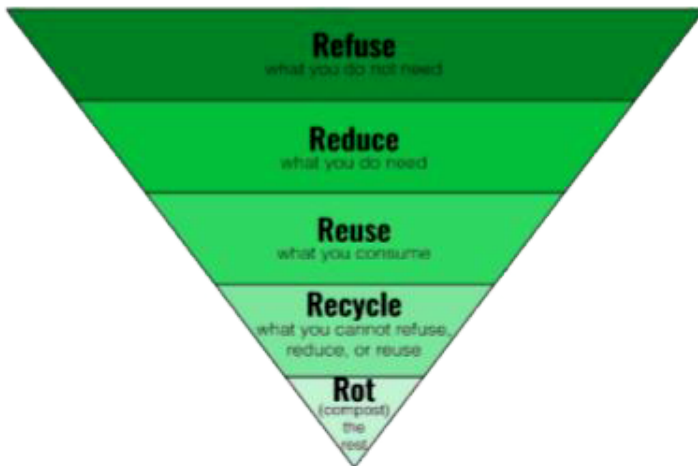 Refuse
what you do not need
Reduce
what you do need
Reuse
what you consume
Recycle
what you cannot refuse,
reduce, or reuse
Rot
(compost)
the
rest